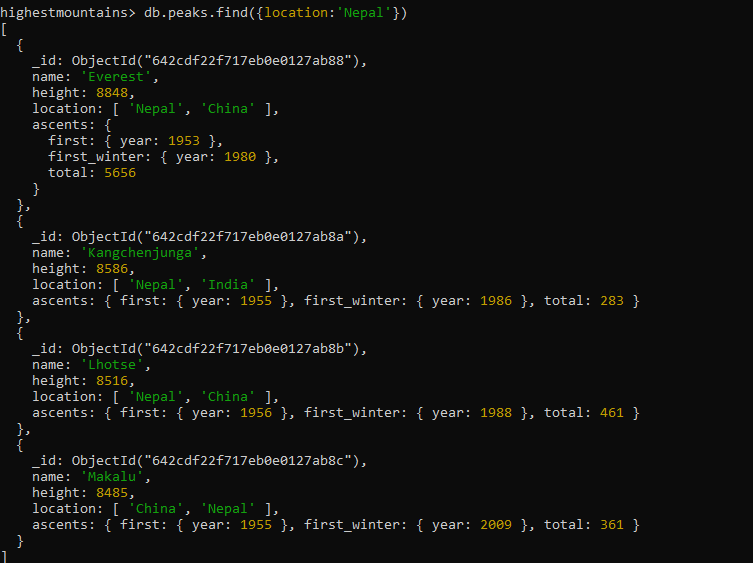 highestmountains> db.peaks.find({location:'Nepal'})
[
  {
    _id: ObjectId("642cdf22f717eb0e0127ab88"),
    name: 'Everest',
    height: 8848,
    location: [ 'Nepal', 'China' ],
    ascents: {
      first: { year: 1953 },
      first_winter: { year: 1980 },
      total: 5656
    }
  },
  {
    _id: ObjectId("642cdf22f717eb0e0127ab8a"),
    name: 'Kangchenjunga',
    height: 8586,
    location: [ 'Nepal', 'India' ],
    ascents: { first: { year: 1955 }, first_winter: { year: 1986 }, total: 283 }
  },
  {
    _id: ObjectId("642cdf22f717eb0e0127ab8b"),
    name: 'Lhotse',
    height: 8516,
    location: [ 'Nepal', 'China' ],
    ascents: { first: { year: 1956 }, first_winter: { year: 1988 }, total: 461 }
  },
  {
    _id: ObjectId("642cdf22f717eb0e0127ab8c"),
    name: 'Makalu',
    height: 8485,
    location: [ 'China', 'Nepal' ],
    ascents: { first: { year: 1955 }, first_winter: { year: 2009 }, total: 361 }
  }
]